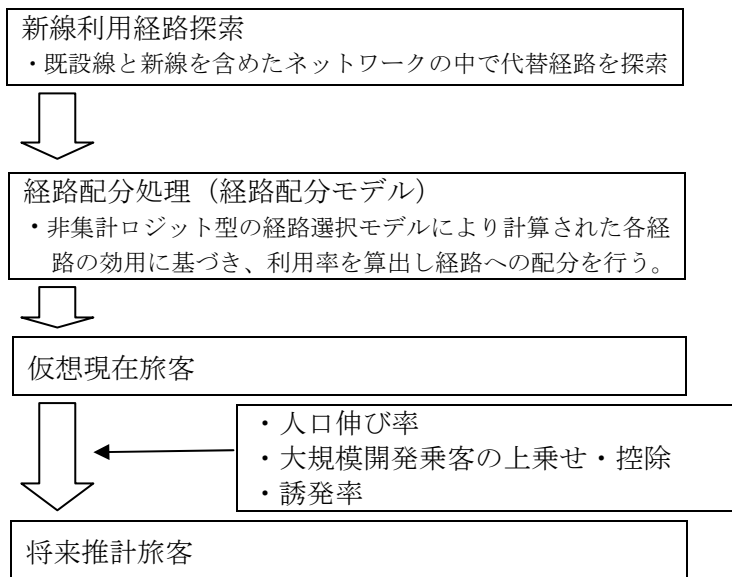 新線利用経路探索
・既設線と新線を含めたネットワークの中で代替経路を探索
経路配分処理（経路配分モデル）
・非集計ロジット型の経路選択モデルにより計算された各経
路の効用に基づき、利用率を算出し経路への配分を行う。
仮想現在旅客
・人口伸び率
・大規模開発乗客の上乗せ・控除
・誘発率
将来推計旅客